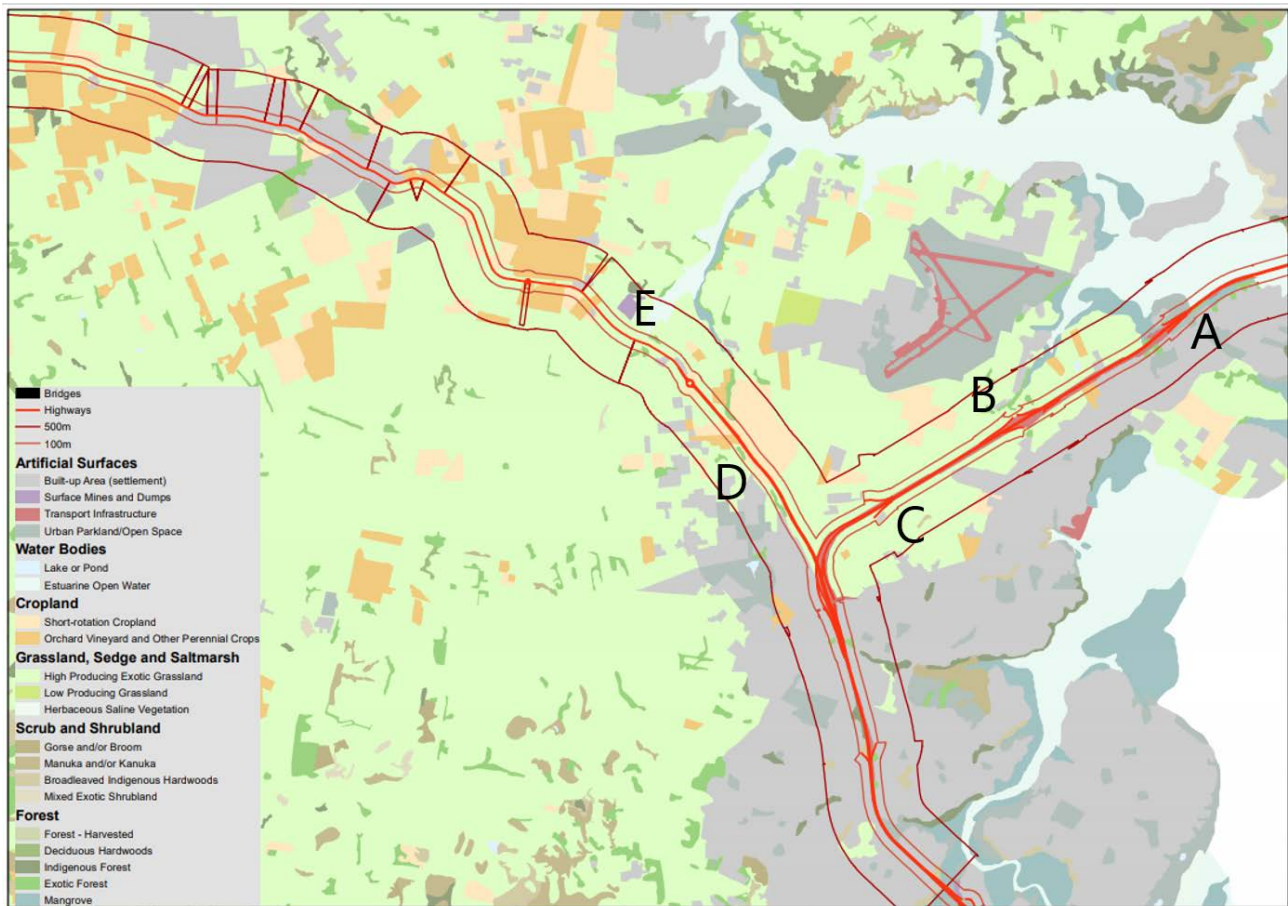 A
E
B
D
C
Bridges
Highways
500m
100m
Artificial Surfaces
Built-up Area (settlement)
Surface Mines and Dumps
Transport Infrastructure
Urban Parkland/Open Space
Water Bodies
Lake or Pond
Estuarine Open Water
Cropland
Short-rotation Cropland
Orchard Vineyard and Other Perennial Crops
Grassland, Sedge and Saltmarsh
High Producing Exotic Grassland
Low Producing Grassland
Herbaceous Saline Vegetation
Scrub and Shrubland
Gorse and/or Broom
Manuka and/or Kanuka
Broadleaved Indigenous Hardwoods
Mixed Exotic Shrubland
Forest
Forest - Harvested
Deciduous Hardwoods
Indigenous Forest
Exotic Forest
Mangrove